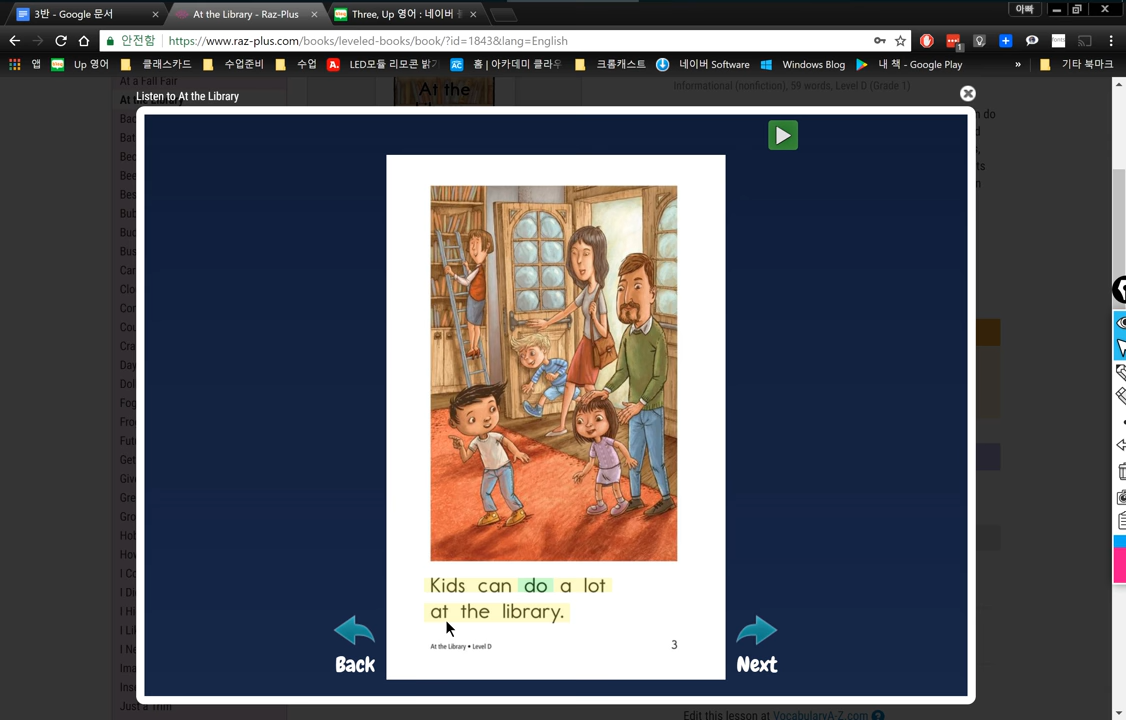 3반 - Google 문서
At the Library - Raz-Plus
Three, Up 영어 : 네이버
아빠
안전함
https://www.raz-plus.com/books/leveled-books/book/?id=1843&lang=English
앱
Up 영어
클래스카드
수업준비
수업
LED모듈 리모콘 밝기
홈 | 아카데미 클라우
크롬캐스트
네이버 Software
Windows Blog
내 책 - Google Play
»
기타 북마크
At a Fall Fair
At the
Informational (nonfiction), 59 words, Level D (Grade 1)
Listen to At the Library
Kids can do a lot
at the library.
At the Library • Level D
3
Back
Next
Just a Trim
Edit this lesson at VocabularyA-Z.com